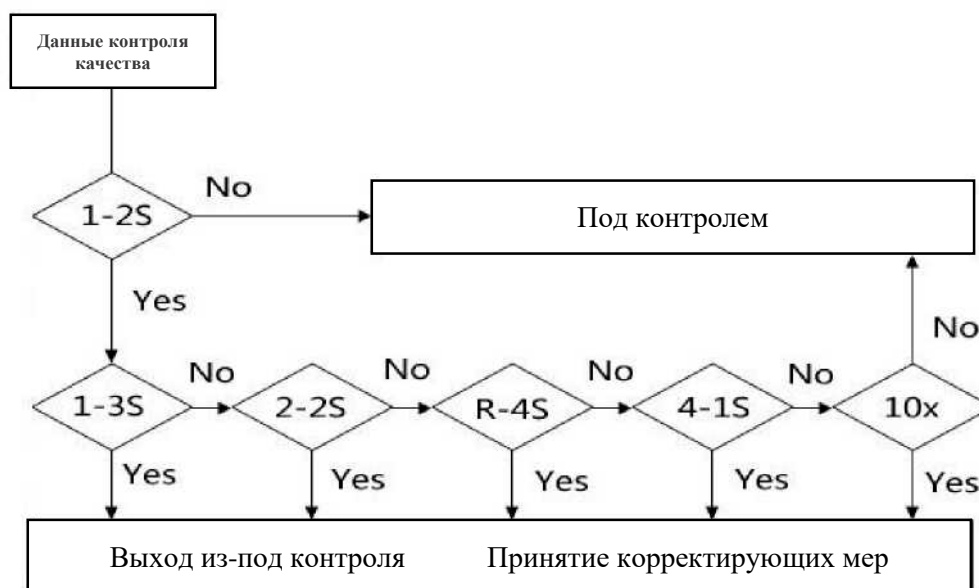 Данные контроля
качества
No
1-2S
Под контролем
Yes
No
No
No
No
No
1-3S
2-2S
R-4S
4-1S
10x
Yes
Yes
Yes
Yes
Yes
Выход из-под контроля Принятие корректирующих мер